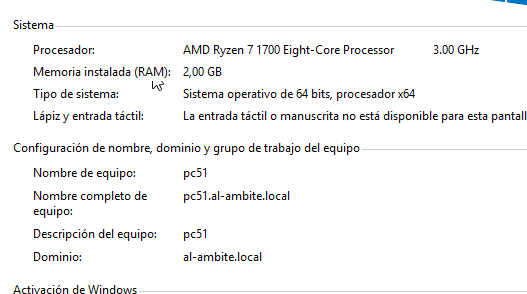 Sistema
Procesador: AMD Ryzen 7 1700 Eight-Core Processor 3.00 GHz
Memoria instalada (RAM): 2,00 GB
Tipo de sistema: Sistema operativo de 64 bits, procesador x64
Lápiz y entrada táctil: La entrada táctil o manuscrita no está disponible para esta pantall
Configuración de nombre, dominio y grupo de trabajo del equipo
Nombre de equipo: pc51
Nombre completo de pc51.al-ambite.local
equipo:
Descripción del equipo: pc51
Dominio: al-ambite.local
Activación de Windows